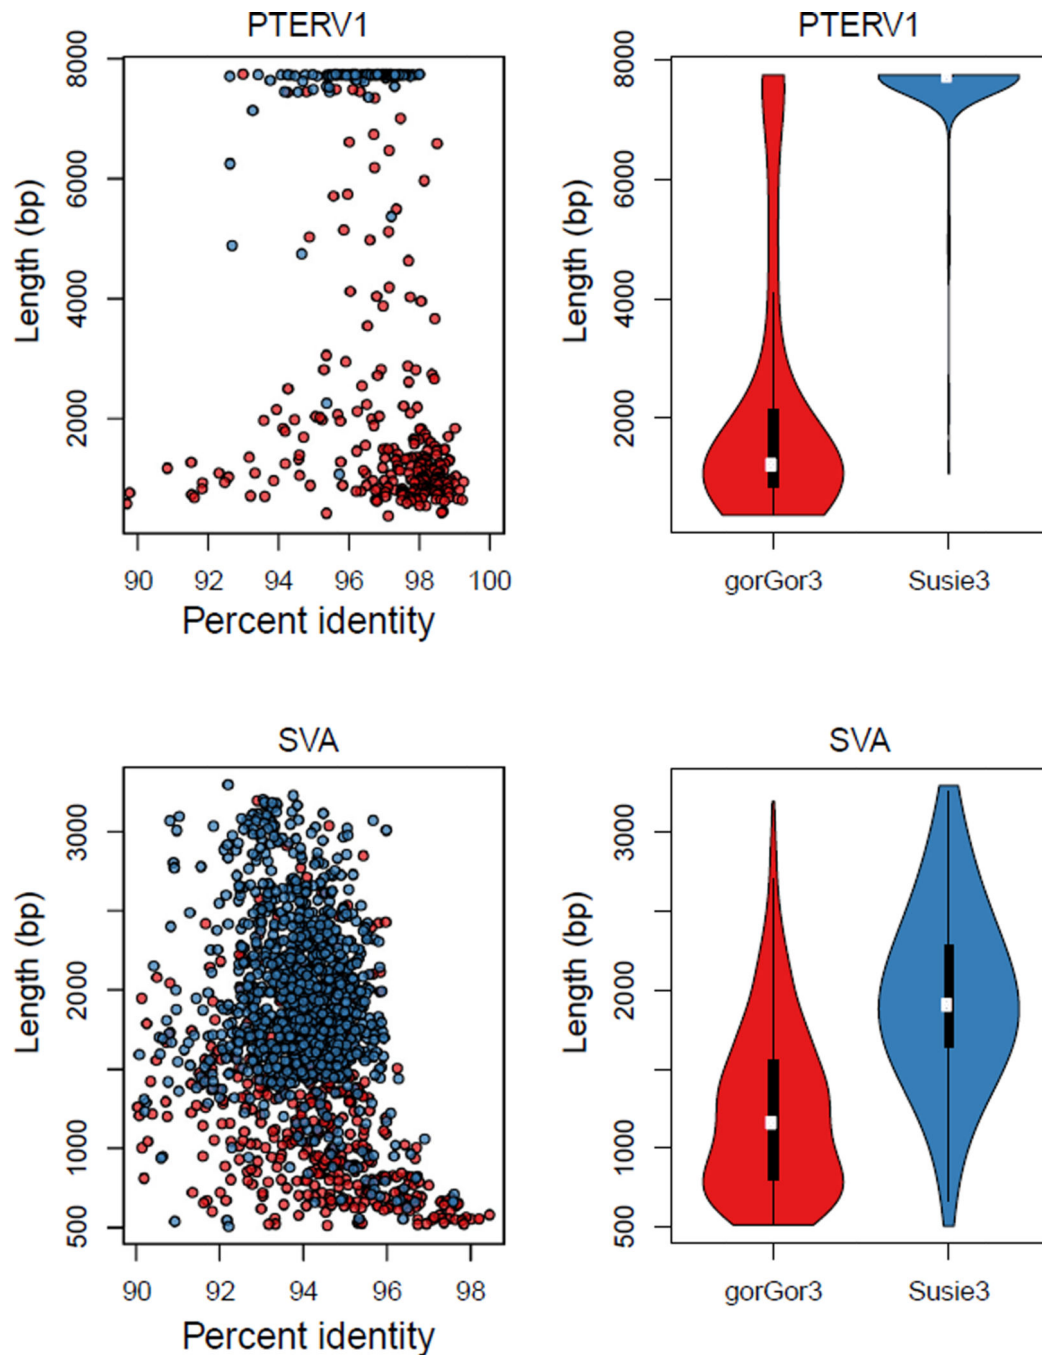 PTERV1
Length (bp)
8000
6000
4000
2000
90 92 94 96 98 100
Percent identity
PTERV1
Length (bp)
8000
6000
4000
2000
gorGor3 Susie3
SVA
Length (bp)
3000
2000
1000
500
90 92 94 96 98
Percent identity
SVA
Length (bp)
3000
2000
1000
500
gorGor3 Susie3